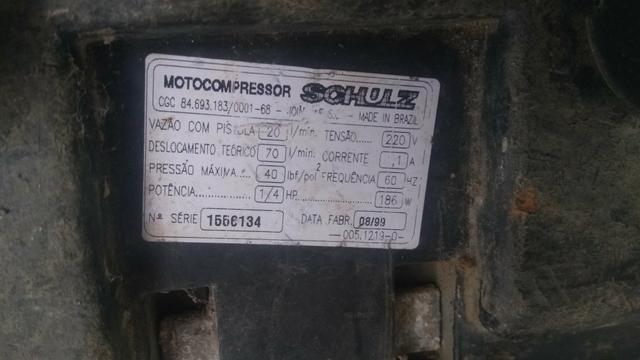 MOTOCOMPRESSOR SCHULZ
CGC 84.693.183/0001-68 - MADE IN BRAZIL
VAZÃO COM PISTOLA 20 l/min. TENSÃO 220 V
DESLOCAMENTO TEÓRICO 70 l/min. CORRENTE A
PRESSÃO MÁXIMA 40 lbf/pol² FREQUÊNCIA 60 HZ
POTÊNCIA 1/4 HP 186 W
Nº SÉRIE 1556134 DATA FABR. 08/99
005.1219-0